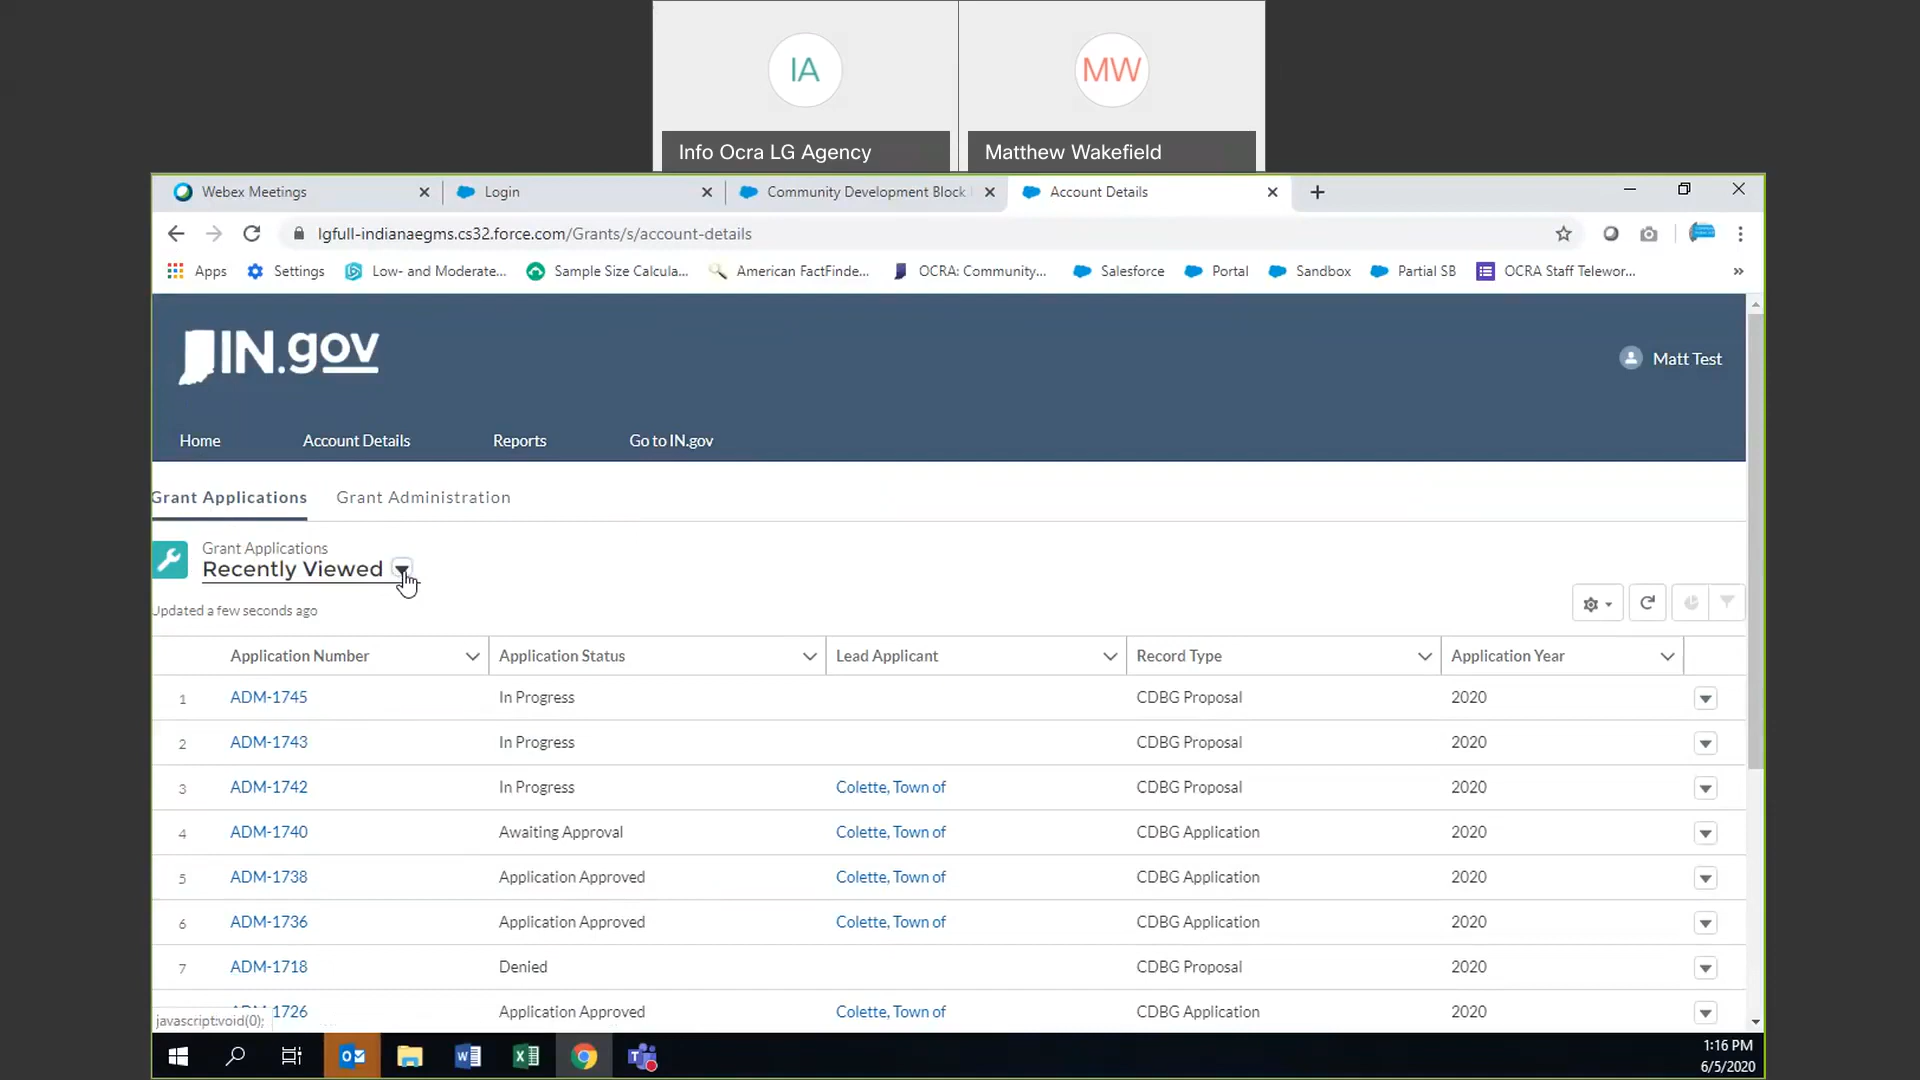 IA
MW
Info Ocra LG Agency
Matthew Wakefield
Webex Meetings
Login
Community Development Block
Account Details
lgfull-indianaegms.cs32.force.com/Grants/s/account-details
Apps
Settings
Low- and Moderate...
Sample Size Calcula...
American FactFinde...
OCRA: Community...
Salesforce
Portal
Sandbox
Partial SB
OCRA Staff Telewor...
»
IN.gov
Matt Test
Home
Account Details
Reports
Go to IN.gov
Grant Applications
Grant Administration
Grant Applications
Recently Viewed
Updated a few seconds ago
Application Number Application Status Lead Applicant Record Type Application Year
1 ADM-1745 In Progress CDBG Proposal 2020
2 ADM-1743 In Progress CDBG Proposal 2020
3 ADM-1742 In Progress Colette, Town of CDBG Proposal 2020
4 ADM-1740 Awaiting Approval Colette, Town of CDBG Application 2020
5 ADM-1738 Application Approved Colette, Town of CDBG Application 2020
6 ADM-1736 Application Approved Colette, Town of CDBG Application 2020
7 ADM-1718 Denied CDBG Proposal 2020
1726 Application Approved Colette, Town of CDBG Application 2020
javascript:void(0);
1:16 PM
6/5/2020